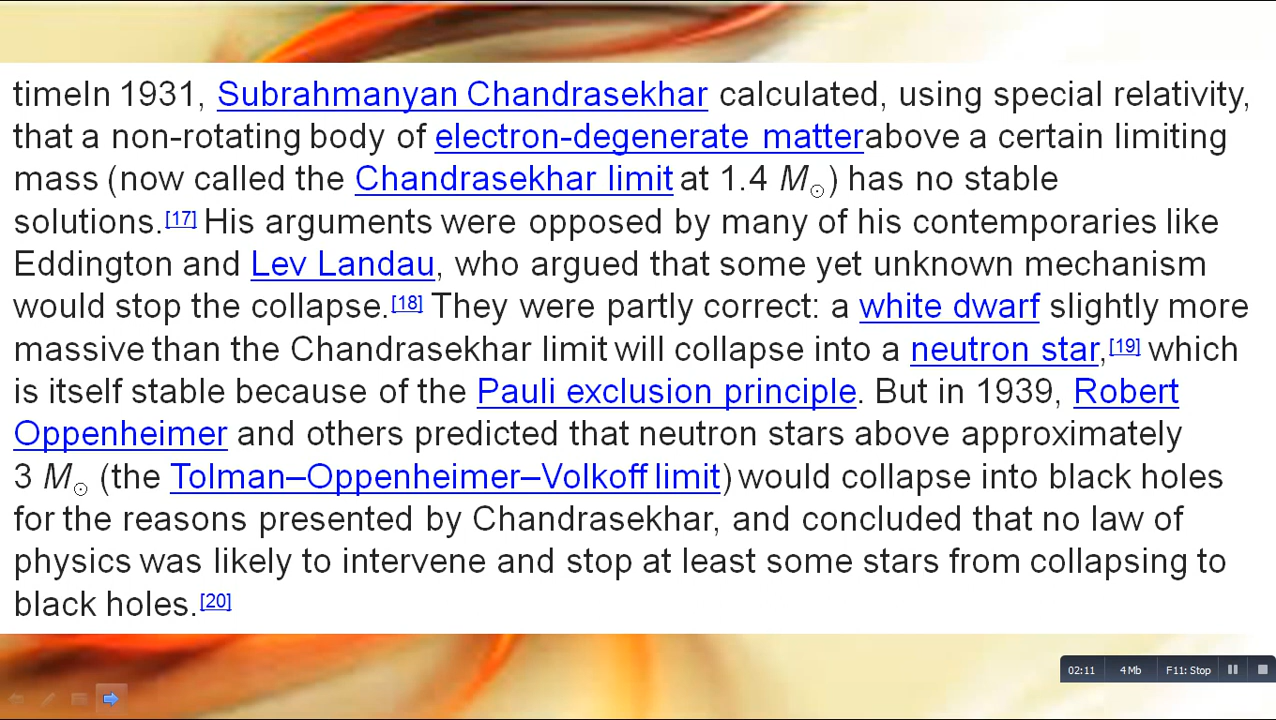 timeIn 1931, Subrahmanyan Chandrasekhar calculated, using special relativity,
that a non-rotating body of electron-degenerate matterabove a certain limiting
mass (now called the Chandrasekhar limit at 1.4 M☉) has no stable
solutions.[17] His arguments were opposed by many of his contemporaries like
Eddington and Lev Landau, who argued that some yet unknown mechanism
would stop the collapse.[18] They were partly correct: a white dwarf slightly more
massive than the Chandrasekhar limit will collapse into a neutron star,[19] which
is itself stable because of the Pauli exclusion principle. But in 1939, Robert
Oppenheimer and others predicted that neutron stars above approximately
3 M☉ (the Tolman–Oppenheimer–Volkoff limit) would collapse into black holes
for the reasons presented by Chandrasekhar, and concluded that no law of
physics was likely to intervene and stop at least some stars from collapsing to
black holes.[20]
02:11 4 Mb F11: Stop